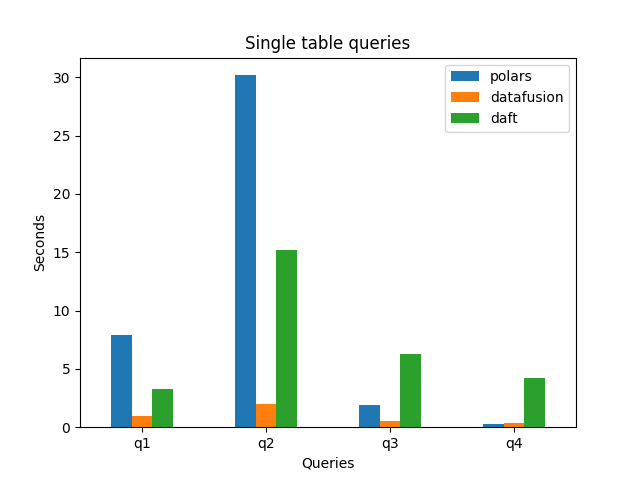 Single table queries
polars
datafusion
daft
30
25
20
15
10
5
0
Seconds
q1
q2
q3
q4
Queries